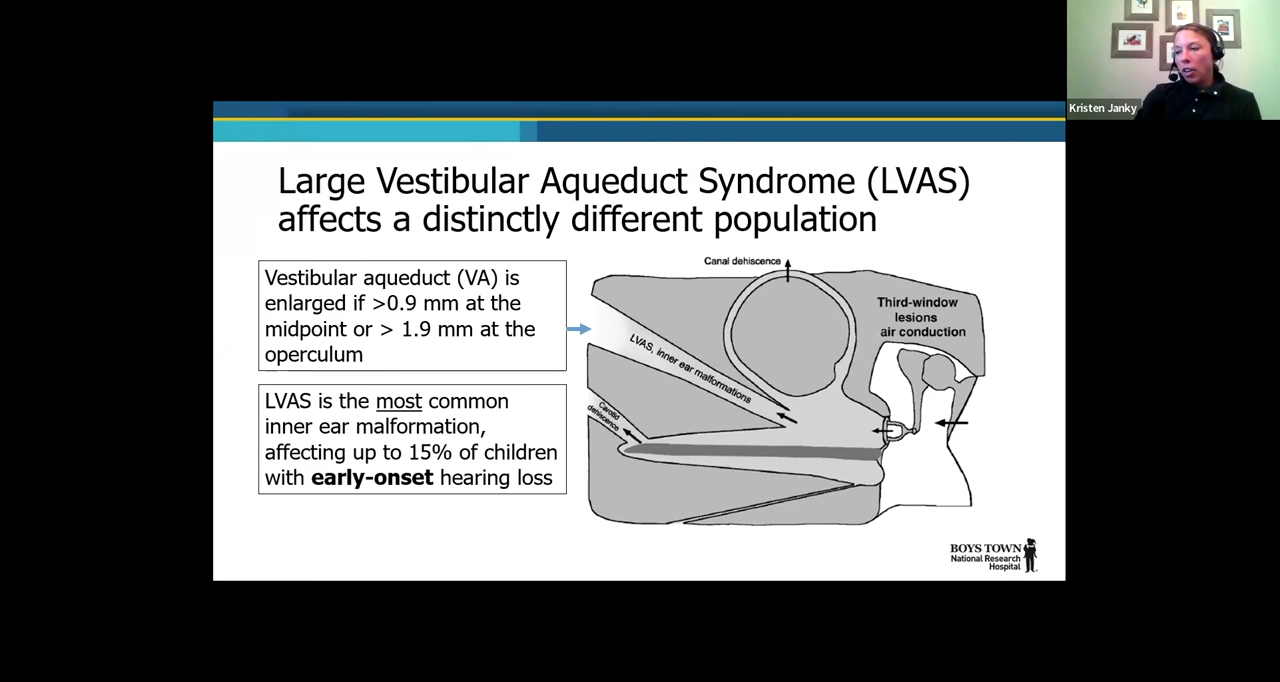 Kristen Janky
Large Vestibular Aqueduct Syndrome (LVAS)
affects a distinctly different population
Vestibular aqueduct (VA) is
enlarged if >0.9 mm at the
midpoint or > 1.9 mm at the
operculum
LVAS is the most common
inner ear malformation,
affecting up to 15% of children
with early-onset hearing loss
Canal dehiscence
Third-window
lesions
air conduction
LVAS, inner ear malformations
Carotid
dehiscence
BOYS TOWN
National Research
Hospital